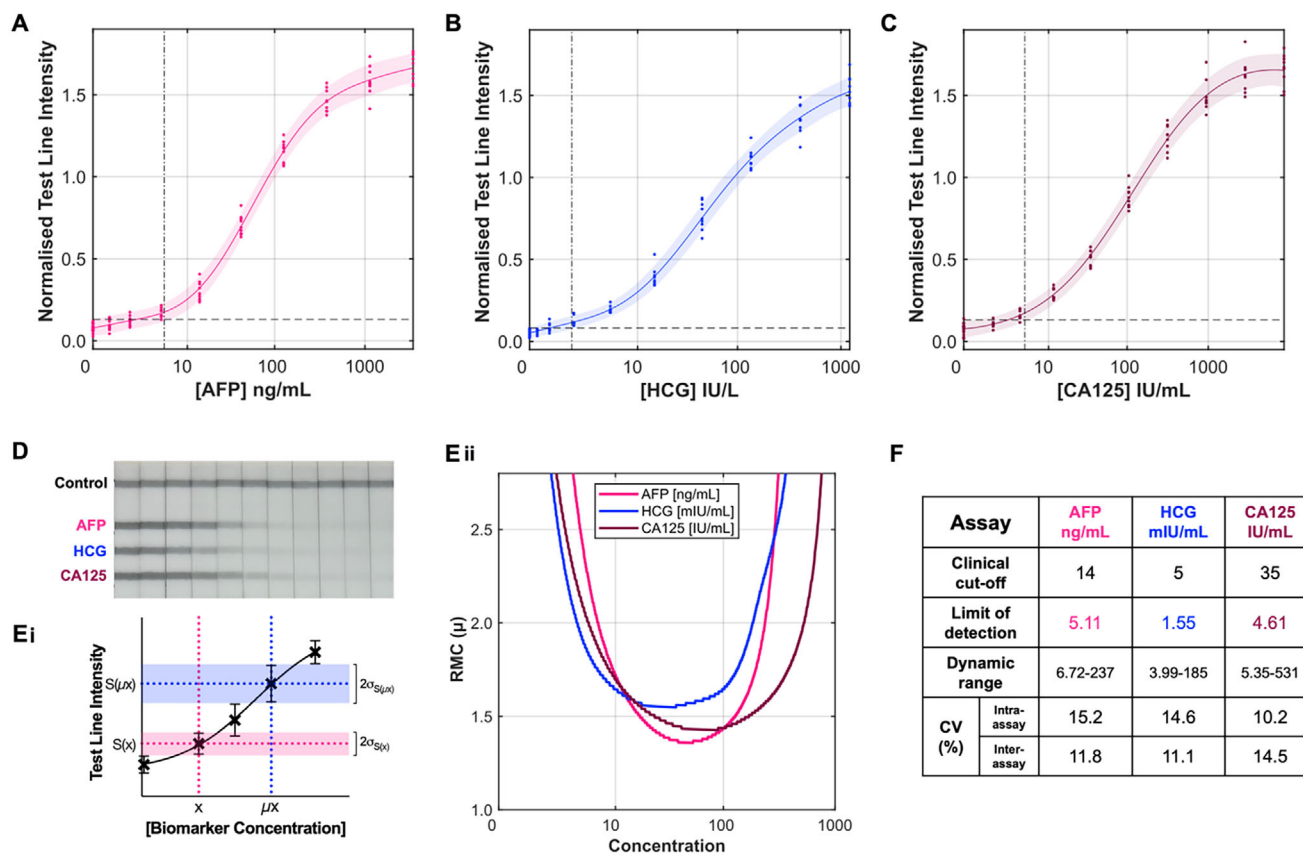 A
Normalised Test Line Intensity
1.5
1.0
0.5
0.0
0
10
100
1000
[AFP] ng/mL
B
Normalised Test Line Intensity
1.5
1.0
0.5
0.0
0
10
100
1000
[HCG] IU/L
C
Normalised Test Line Intensity
1.5
1.0
0.5
0.0
0
10
100
1000
[CA125] IU/mL
D
Control
AFP
HCG
CA125
Ei
Test Line Intensity
S(μx)
S(x)
2σS(μx)
2σS(x)
x
μx
[Biomarker Concentration]
E ii
RMC (μ)
2.5
2.0
1.5
1.0
0
10
100
1000
Concentration
AFP [ng/mL]
HCG [mIU/mL]
CA125 [IU/mL]
F
Assay AFP ng/mL HCG mIU/mL CA125 IU/mL
Clinical cut-off 14 5 35
Limit of detection 5.11 1.55 4.61
Dynamic range 6.72-237 3.99-185 5.35-531
CV (%) Intra-assay 15.2 14.6 10.2
Inter-assay 11.8 11.1 14.5